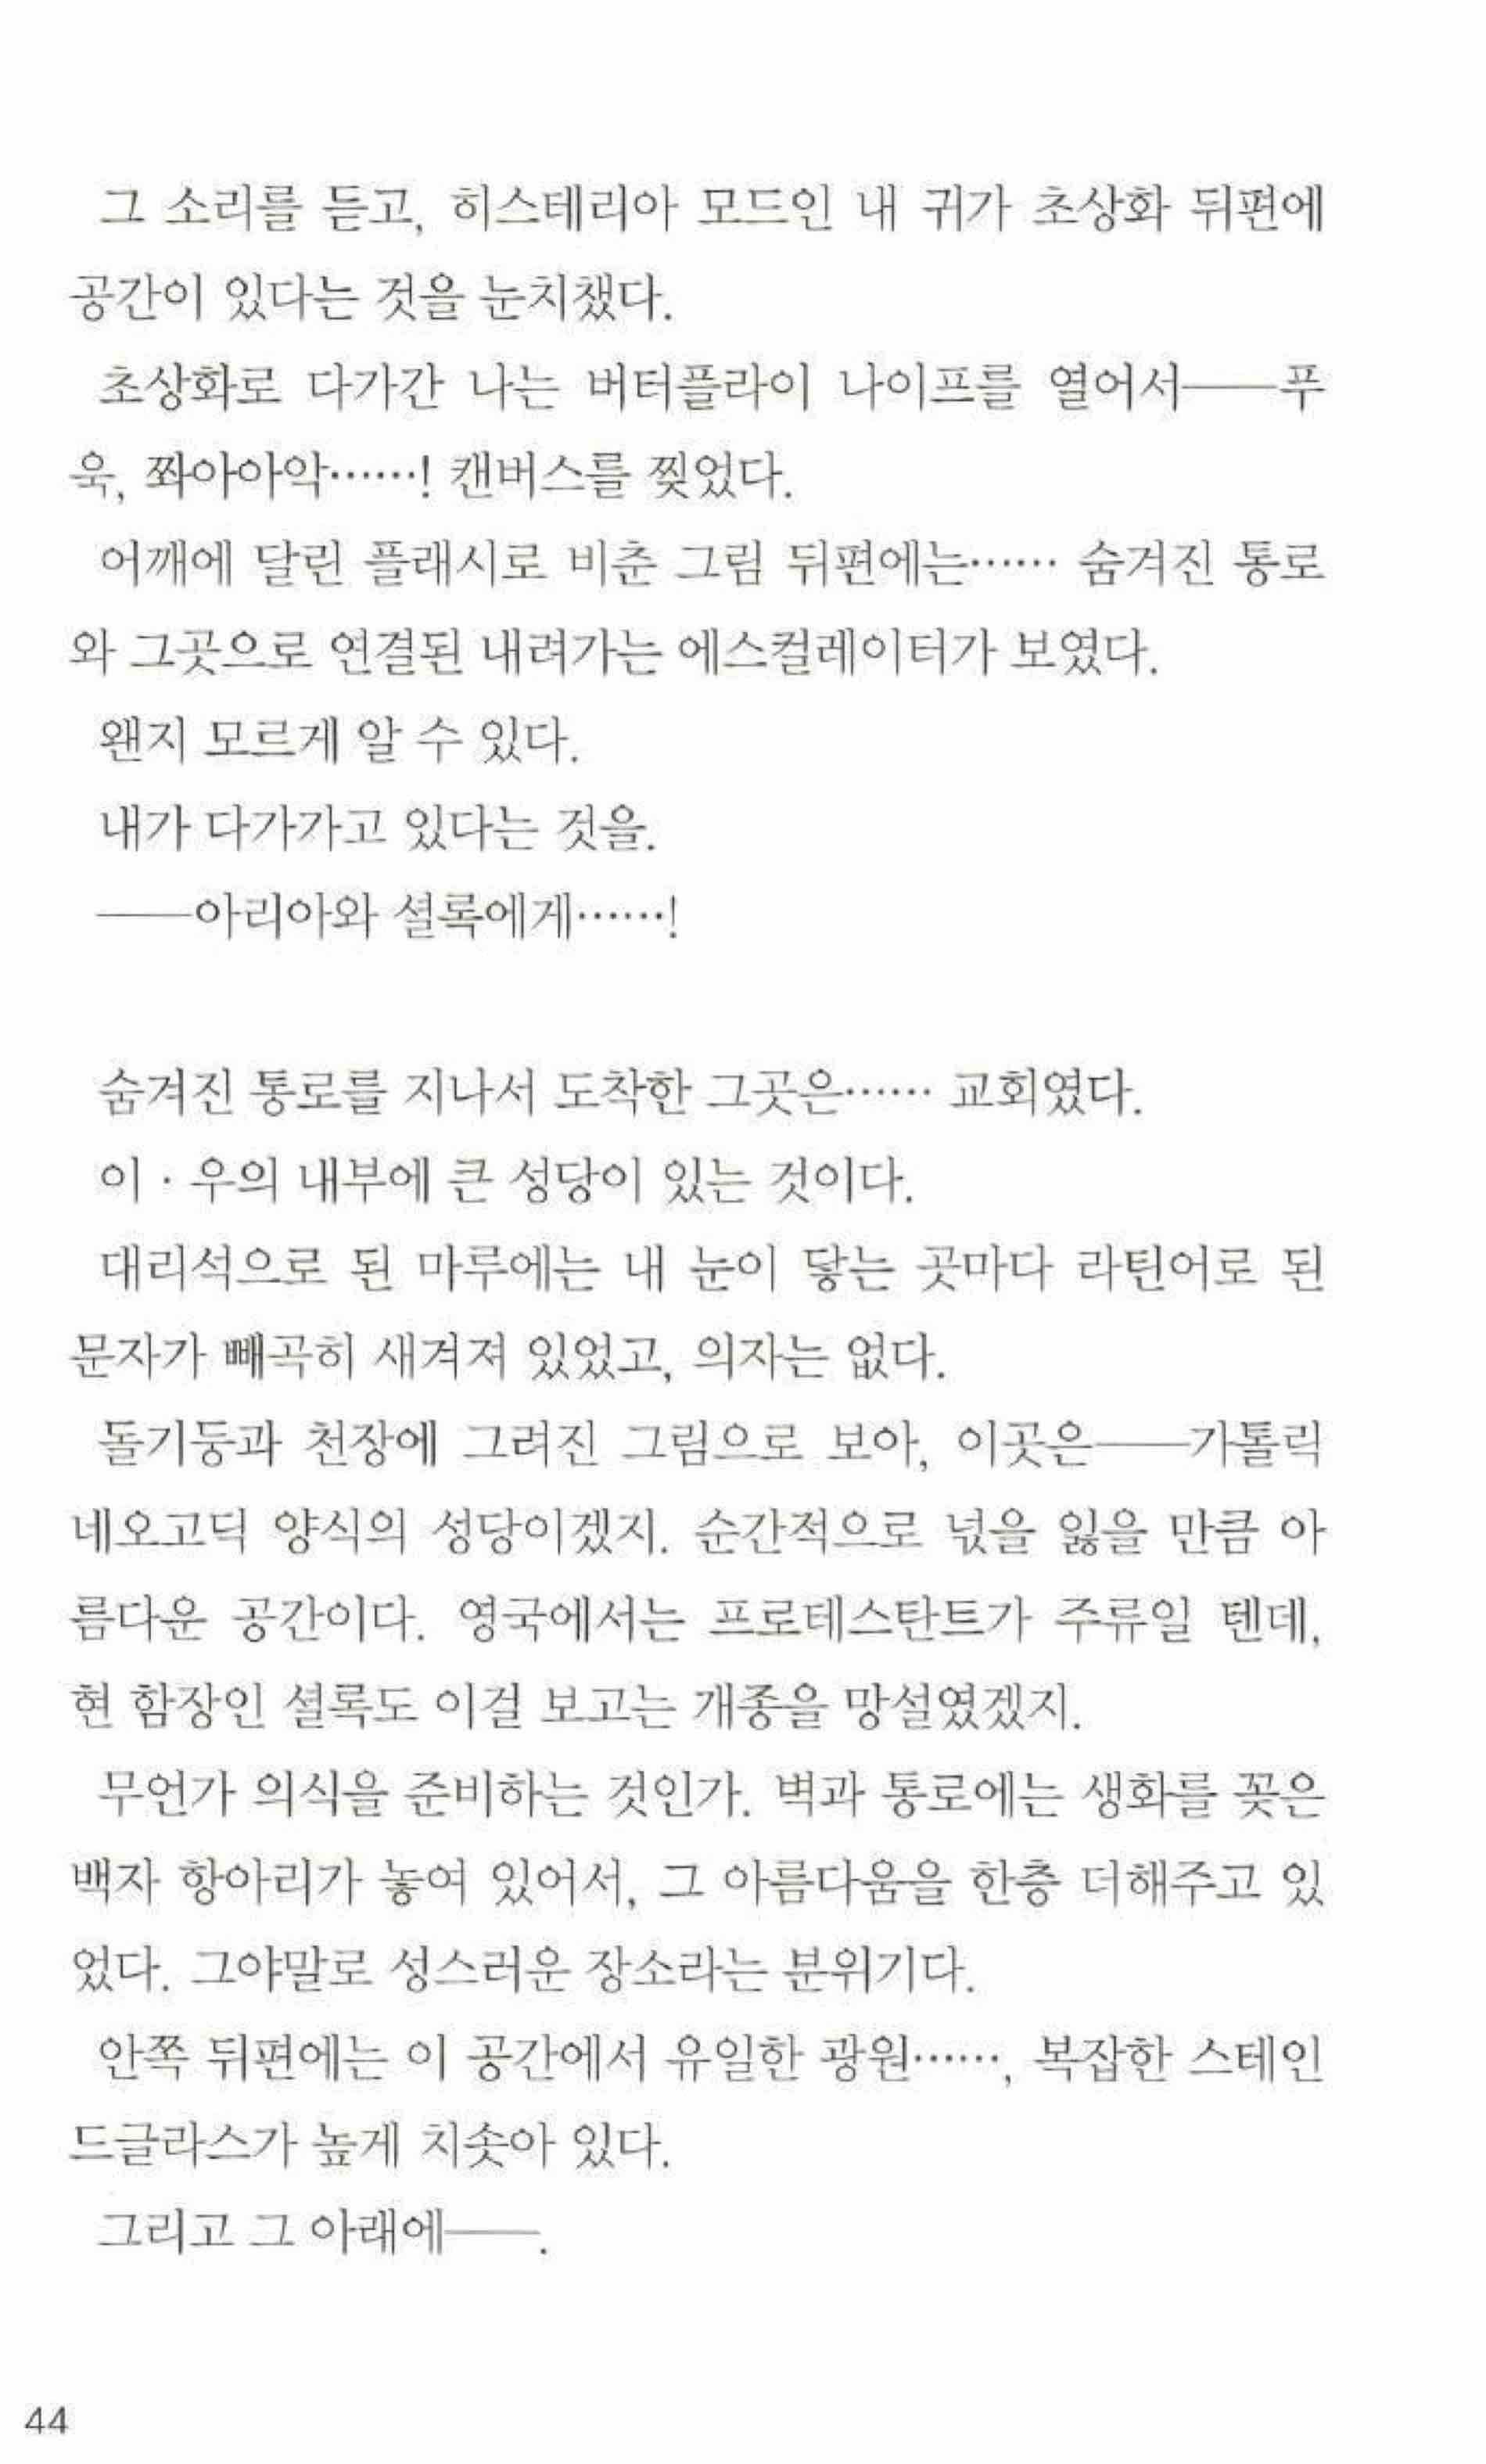 그 소리를 듣고, 히스테리아 모드인 내 귀가 초상화 뒤편에
공간이 있다는 것을 눈치챘다.
초상화로 다가간 나는 버터플라이 나이프를 열어서──푸
욱, 쫘아아악……! 캔버스를 찢었다.
어깨에 달린 플래시로 비춘 그림 뒤편에는…… 숨겨진 통로
와 그곳으로 연결된 내려가는 에스컬레이터가 보였다.
왠지 모르게 알 수 있다.
내가 다가가고 있다는 것을.
──아리아와 셜록에게……!
숨겨진 통로를 지나서 도착한 그곳은…… 교회였다.
이·우의 내부에 큰 성당이 있는 것이다.
대리석으로 된 마루에는 내 눈이 닿는 곳마다 라틴어로 된
문자가 빼곡히 새겨져 있었고, 의자는 없다.
돌기둥과 천장에 그려진 그림으로 보아, 이곳은──가톨릭
네오고딕 양식의 성당이겠지. 순간적으로 넋을 잃을 만큼 아
름다운 공간이다. 영국에서는 프로테스탄트가 주류일 텐데,
현 함장인 셜록도 이걸 보고는 개종을 망설였겠지.
무언가 의식을 준비하는 것인가. 벽과 통로에는 생화를 꽂은
백자 항아리가 놓여 있어서, 그 아름다움을 한층 더해주고 있
었다. 그야말로 성스러운 장소라는 분위기다.
안쪽 뒤편에는 이 공간에서 유일한 광원……, 복잡한 스테인
드글라스가 높게 치솟아 있다.
그리고 그 아래에──.
44